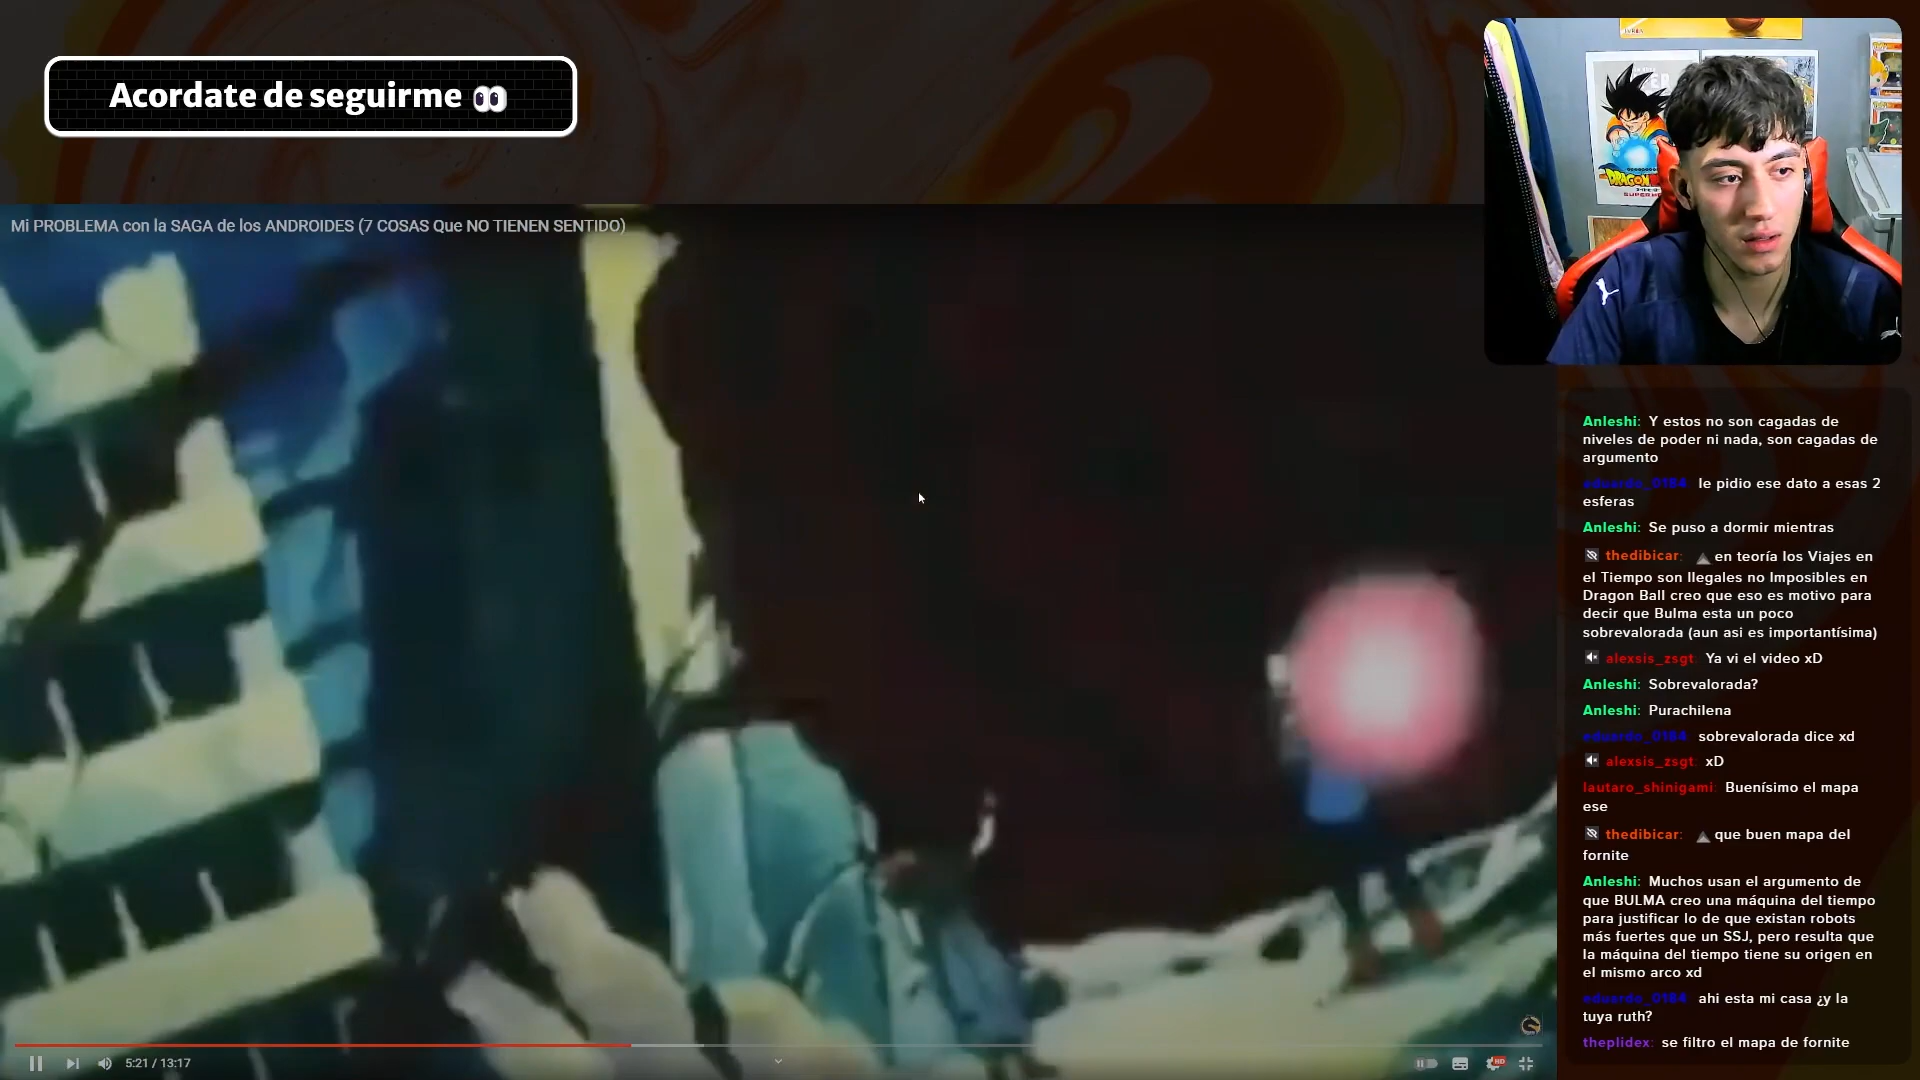 Acordate de seguirme 👀
Mi PROBLEMA con la SAGA de los ANDROIDES (7 COSAS Que NO TIENEN SENTIDO)
DRAGON
Anleshi: Y estos no son cagadas de
niveles de poder ni nada, son cagadas de
argumento
eduardo_0184: le pidio ese dato a esas 2
esferas
Anleshi: Se puso a dormir mientras
thedibicar: en teoría los Viajes en
el Tiempo son Ilegales no Imposibles en
Dragon Ball creo que eso es motivo para
decir que Bulma esta un poco
sobrevalorada (aun asi es importantísima)
alexsis_zsgt: Ya vi el video xD
Anleshi: Sobrevalorada?
Anleshi: Purachilena
eduardo_0184: sobrevalorada dice xd
alexsis_zsgt: xD
lautaro_shinigami: Buenísimo el mapa
ese
thedibicar: que buen mapa del
fornite
Anleshi: Muchos usan el argumento de
que BULMA creo una máquina del tiempo
para justificar lo de que existan robots
más fuertes que un SSJ, pero resulta que
la máquina del tiempo tiene su origen en
el mismo arco xd
eduardo_0184: ahi esta mi casa ¿y la
tuya ruth?
theplidex: se filtro el mapa de fornite
5:21 / 13:17
HD